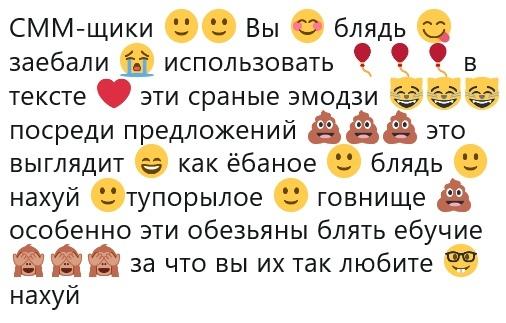 СММ-щики 🙂🙂 Вы 😊 блядь 😋
заебали 😭 использовать 🎈🎈🎈 в
тексте ❤️ эти сраные эмодзи 😸😸😸
посреди предложений 💩💩💩 это
выглядит 😄 как ёбаное 🙂 блядь 🙂
нахуй 🙂тупорылое 🙂 говнище 💩
особенно эти обезьяны блять ебучие
🙈🙈🙈 за что вы их так любите 🤓
нахуй